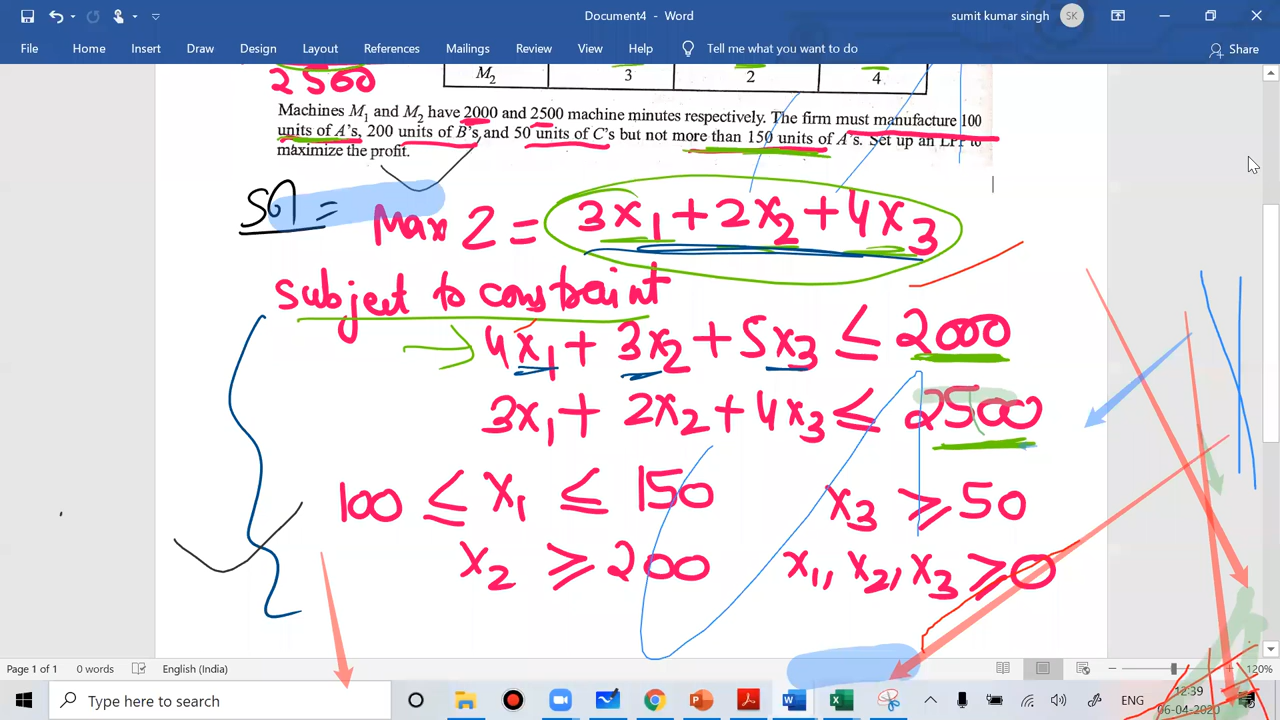 Document4 - Word
sumit kumar singh SK
File Home Insert Draw Design Layout References Mailings Review View Help Tell me what you want to do Share
2500
M2 3 2 4
Machines M1 and M2 have 2000 and 2500 machine minutes respectively. The firm must manufacture 100
units of A's, 200 units of B's and 50 units of C's but not more than 150 units of A's. Set up an LPP to
maximize the profit.
Sol = Max Z = 3x1 + 2x2 + 4x3
Subject to constraint
4x1 + 3x2 + 5x3 ≤ 2000
3x1 + 2x2 + 4x3 ≤ 2500
100 ≤ x1 ≤ 150 x3 ≥ 50
x2 ≥ 200 x1, x2, x3 ≥ 0
Page 1 of 1 0 words English (India) 120%
Type here to search ENG 12:39
06-04-2020